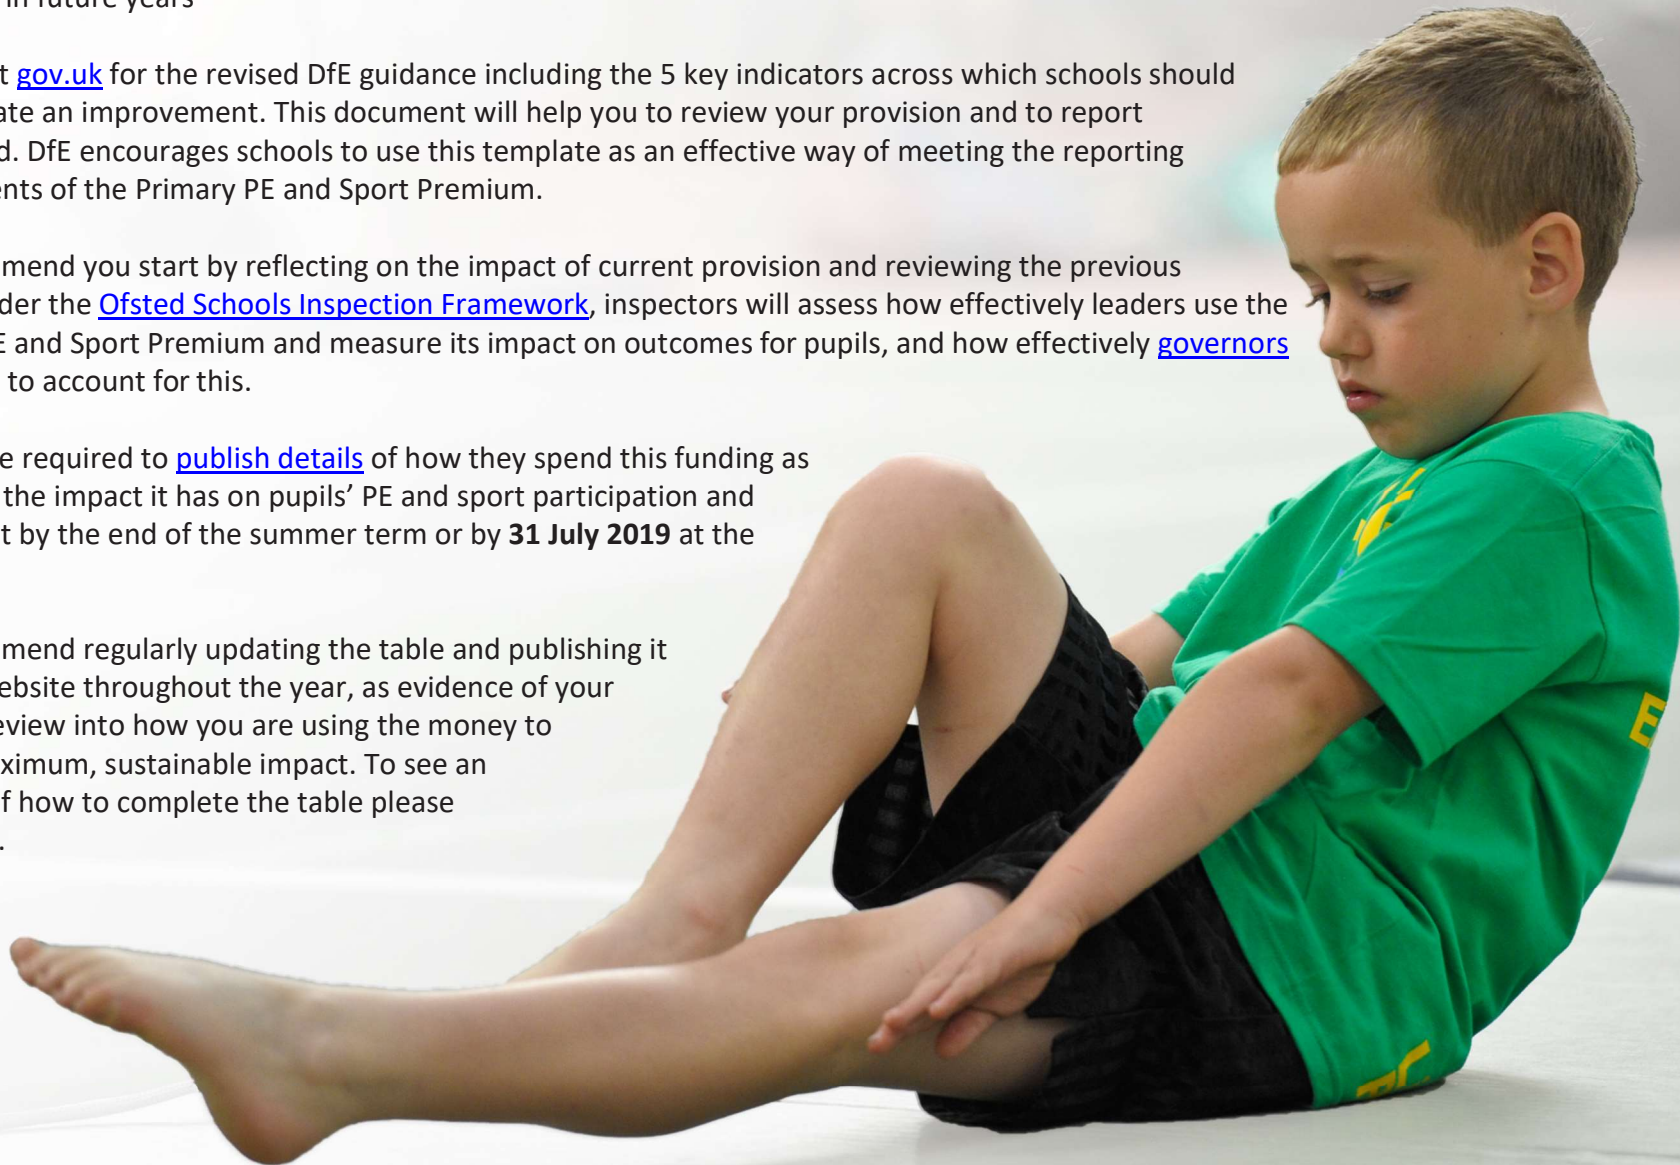 in future years
t gov.uk for the revised DfE guidance including the 5 key indicators across which schools should
ate an improvement. This document will help you to review your provision and to report
d. DfE encourages schools to use this template as an effective way of meeting the reporting
ents of the Primary PE and Sport Premium.
mend you start by reflecting on the impact of current provision and reviewing the previous
der the Ofsted Schools Inspection Framework, inspectors will assess how effectively leaders use the
E and Sport Premium and measure its impact on outcomes for pupils, and how effectively governors
to account for this.
e required to publish details of how they spend this funding as
the impact it has on pupils’ PE and sport participation and
t by the end of the summer term or by 31 July 2019 at the
mend regularly updating the table and publishing it
ebsite throughout the year, as evidence of your
eview into how you are using the money to
ximum, sustainable impact. To see an
f how to complete the table please
.